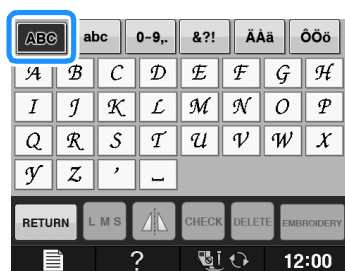 ABC abc 0~9,. &?! ÄÅä ÔÖö
A B C D E F G H
I J K L M N O P
Q R S T U V W X
Y Z ’ _
RETURN L M S CHECK DELETE EMBROIDERY
? 12:00